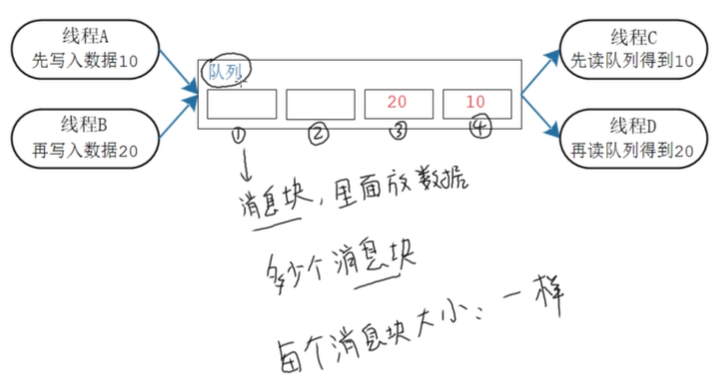 线程A
先写入数据10
线程B
再写入数据20
队列
20
10
①
②
③
④
线程C
先读队列得到10
线程D
再读队列得到20
消息块，里面放数据
多少个消息块
每个消息块大小：一样